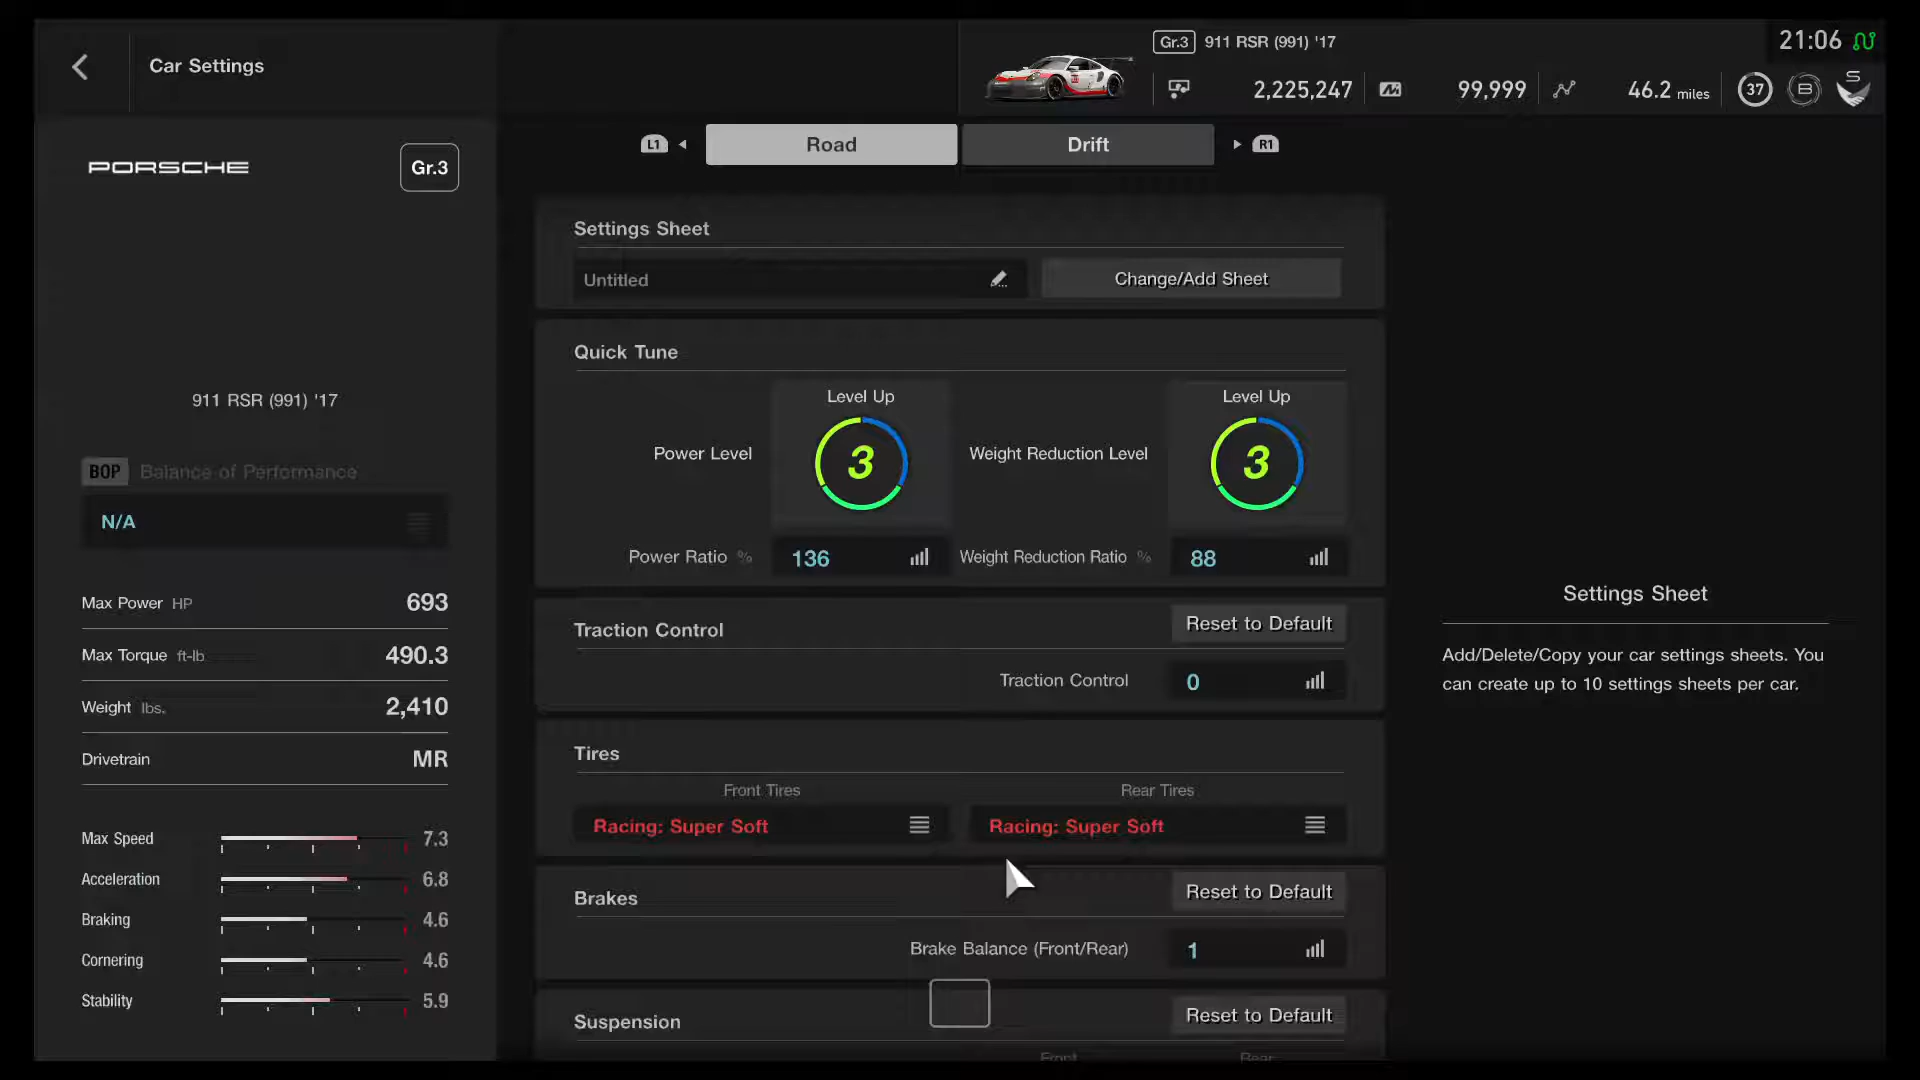 Car Settings
Gr.3 911 RSR (991) '17
21:06
2,225,247
99,999
46.2 miles
37
B
S
PORSCHE
Gr.3
L1
Road
Drift
R1
Settings Sheet
Untitled
Change/Add Sheet
Quick Tune
Level Up
Level Up
Power Level
3
Weight Reduction Level
3
Power Ratio %
136
Weight Reduction Ratio %
88
911 RSR (991) '17
BOP Balance of Performance
N/A
Max Power HP 693
Max Torque ft-lb 490.3
Weight lbs. 2,410
Drivetrain MR
Max Speed 7.3
Acceleration 6.8
Braking 4.6
Cornering 4.6
Stability 5.9
Traction Control
Reset to Default
Traction Control
0
Tires
Front Tires
Rear Tires
Racing: Super Soft
Racing: Super Soft
Brakes
Reset to Default
Brake Balance (Front/Rear)
1
Suspension
Reset to Default
Front
Rear
Settings Sheet
Add/Delete/Copy your car settings sheets. You
can create up to 10 settings sheets per car.